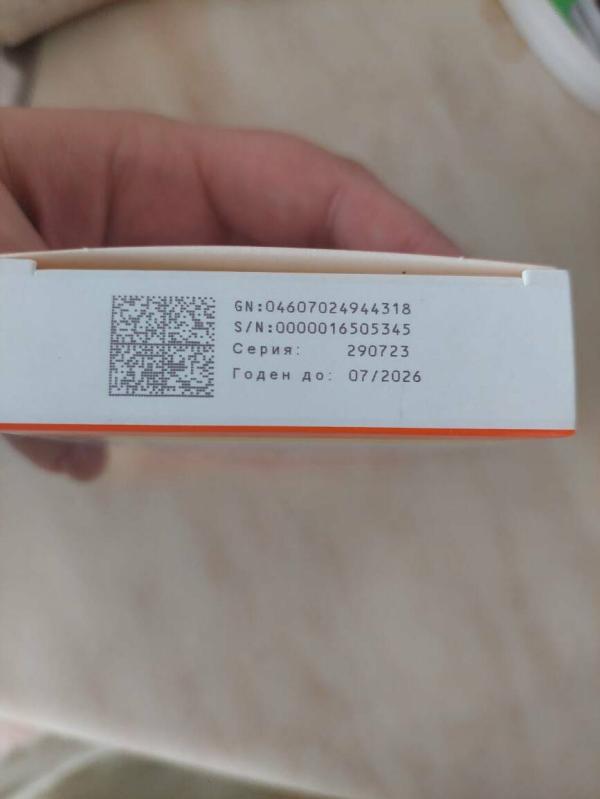 GN:04607024944318
S/N:0000016505345
Серия: 290723
Годен до: 07/2026